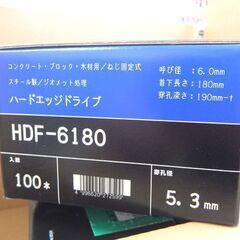 コンクリート・ブロック・木材用／ねじ固定式
スチール製／ジオメット処理
ハードエッジドライブ
呼び径 : 6.0mm
首下長さ : 180mm
穿孔深さ : 190mm-t
HDF-6180
入数
100本
穿孔径
5.3mm